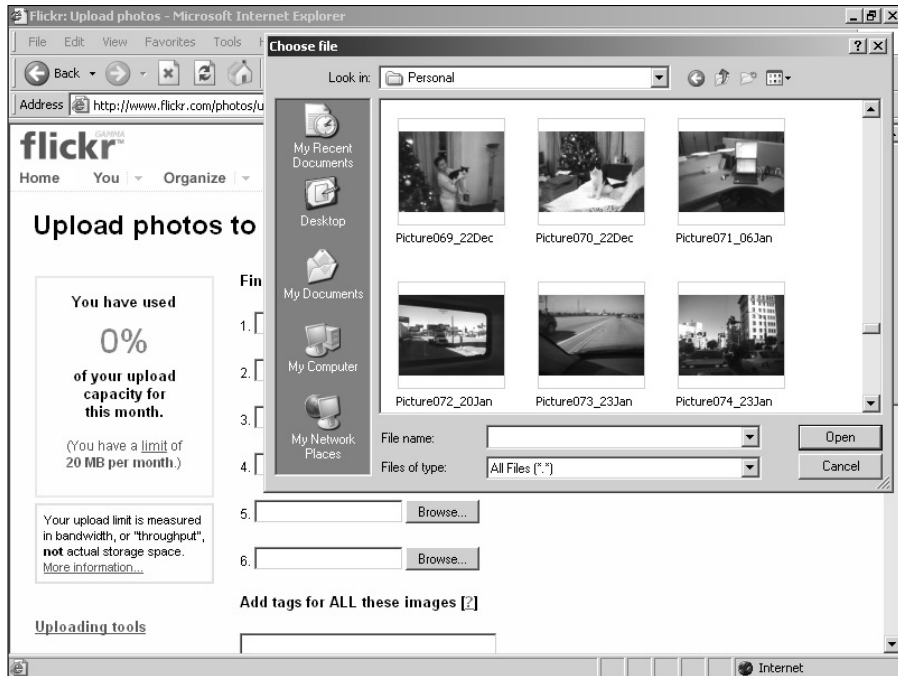 Flickr: Upload photos - Microsoft Internet Explorer
File Edit View Favorites Tools
Back
Address http://www.flickr.com/photos/u
flickr GAMMA TM
Home You Organize
Upload photos to
You have used
0%
of your upload
capacity for
this month.
(You have a limit of
20 MB per month.)
Your upload limit is measured
in bandwidth, or "throughput",
not actual storage space.
More information...
Uploading tools
Fin
1.
2.
3.
4.
5. Browse...
6. Browse...
Add tags for ALL these images [?]
Choose file
Look in: Personal
My Recent
Documents
Desktop
My Documents
My Computer
My Network
Places
Picture069_22Dec Picture070_22Dec Picture071_06Jan
Picture072_20Jan Picture073_23Jan Picture074_23Jan
File name: Open
Files of type: All Files (*.*) Cancel
Internet